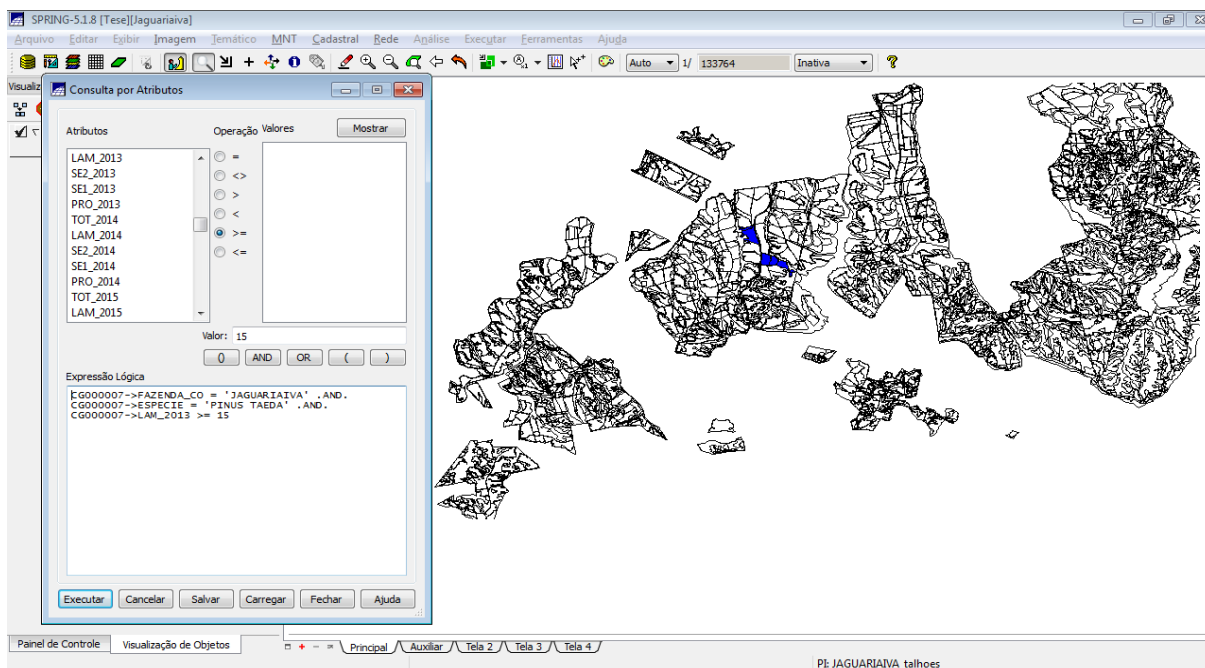 SPRING-5.1.8 [Tese][Jaguariaiva]
Arquivo Editar Exibir Imagem Temático MNT Cadastral Rede Análise Executar Ferramentas Ajuda
Auto 1/ 133764 Inativa
Visualiz
Consulta por Atributos
Atributos Operação Valores Mostrar
LAM_2013 =
SE2_2013 <>
SE1_2013
PRO_2013 >
TOT_2014 <
LAM_2014 >=
SE2_2014 <=
SE1_2014
PRO_2014
TOT_2015
LAM_2015
Valor: 15
() AND OR ( )
Expressão Lógica
CG000007->FAZENDA_CO = 'JAGUARIAIVA' .AND.
CG000007->ESPECIE = 'PINUS TAEDA' .AND.
CG000007->LAM_2013 >= 15
Executar Cancelar Salvar Carregar Fechar Ajuda
Painel de Controle Visualização de Objetos Principal Auxiliar Tela 2 Tela 3 Tela 4
PI: JAGUARIAIVA talhoes